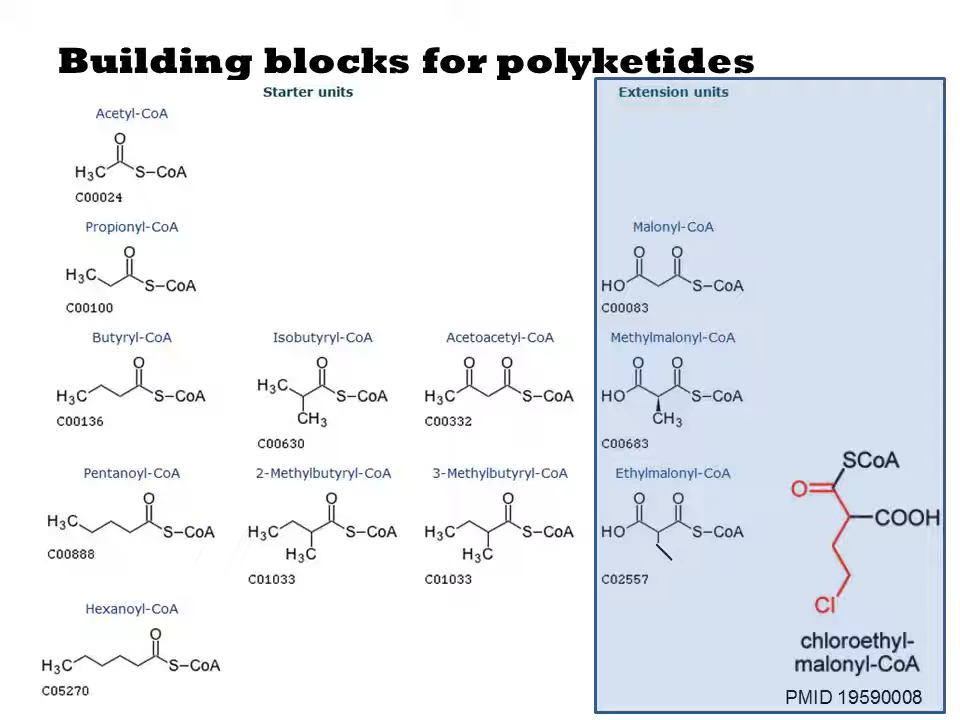 Building blocks for polyketides
Starter units
Extension units
Acetyl-CoA
O
H₃C S–CoA
C00024
Propionyl-CoA
O
H₃C S–CoA
C00100
Malonyl-CoA
O O
HO S–CoA
C00083
Butyryl-CoA
O
H₃C S–CoA
C00136
Isobutyryl-CoA
O
H₃C S–CoA
CH₃
C00630
Acetoacetyl-CoA
O O
H₃C S–CoA
C00332
Methylmalonyl-CoA
O O
HO S–CoA
CH₃
C00683
Pentanoyl-CoA
O
H₃C S–CoA
C00888
2-Methylbutyryl-CoA
O
H₃C S–CoA
H₃C
C01033
3-Methylbutyryl-CoA
O
H₃C S–CoA
H₃C
C01033
Ethylmalonyl-CoA
O O
HO S–CoA
C02557
SCoA
O
COOH
Cl
chloroethyl-
malonyl-CoA
Hexanoyl-CoA
O
H₃C S–CoA
C05270
PMID 19590008